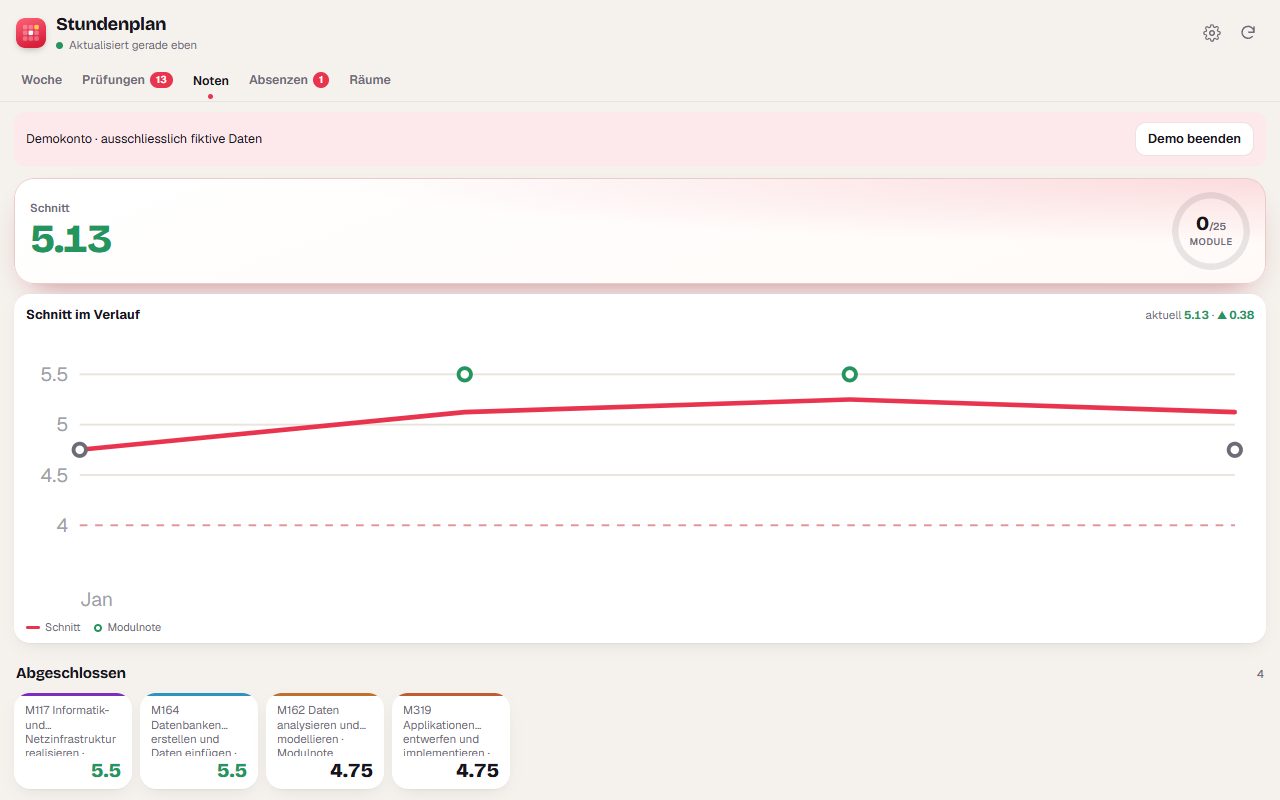 Stundenplan
Aktualisiert gerade eben
Woche
Prüfungen 13
Noten
Absenzen 1
Räume
Demokonto · ausschliesslich fiktive Daten
Demo beenden
Schnitt
5.13
0/25
MODULE
Schnitt im Verlauf
aktuell 5.13 · ▲ 0.38
5.5
5
4.5
4
Jan
Schnitt
Modulnote
Abgeschlossen
4
M117 Informatik-
und…
Netzinfrastruktur
realisieren ·
5.5
M164
Datenbanken…
erstellen und
Daten einfügen ·
5.5
M162 Daten
analysieren und…
modellieren ·
Modulnote
4.75
M319
Applikationen…
entwerfen und
implementieren ·
4.75